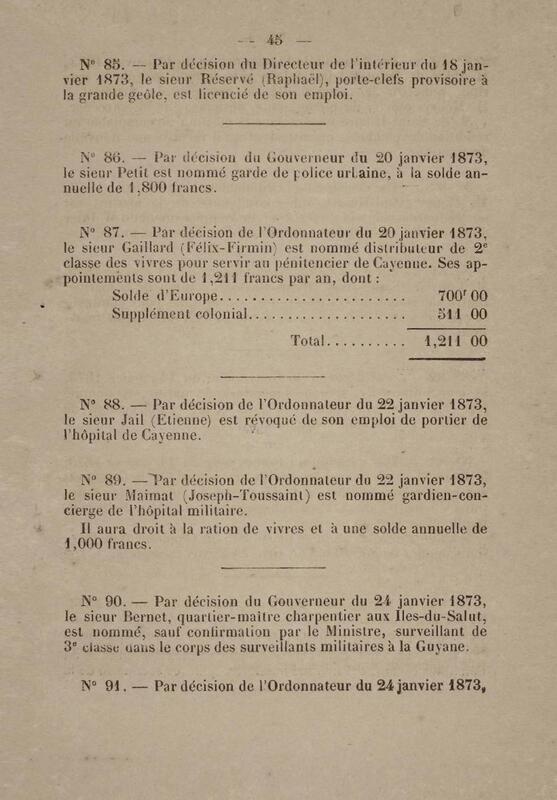 — 45 —
N° 85. — Par décision du Directeur de l'intérieur du 18 jan-
vier 1873, le sieur Réservé (Raphaël), porte-clefs provisoire à
la grande geôle, est licencié de son emploi.
N° 86. — Par décision du Gouverneur du 20 janvier 1873,
le sieur Petit est nommé garde de police urbaine, à la solde an-
nuelle de 1,800 francs.
N° 87. — Par décision de l'Ordonnateur du 20 janvier 1873,
le sieur Gaillard (Félix-Firmin) est nommé distributeur de 2e
classe des vivres pour servir au pénitencier de Cayenne. Ses ap-
pointements sont de 1,211 francs par an, dont :
Solde d'Europe........................ 700f 00
Supplément colonial................... 511 00
Total.......... 1,211 00
N° 88. — Par décision de l'Ordonnateur du 22 janvier 1873,
le sieur Jail (Etienne) est révoqué de son emploi de portier de
l'hôpital de Cayenne.
N° 89. — Par décision de l'Ordonnateur du 22 janvier 1873,
le sieur Maimat (Joseph-Toussaint) est nommé gardien-con-
cierge de l'hôpital militaire.
Il aura droit à la ration de vivres et à une solde annuelle de
1,000 francs.
N° 90. — Par décision du Gouverneur du 24 janvier 1873,
le sieur Bernet, quartier-maître charpentier aux Iles-du-Salut,
est nommé, sauf confirmation par le Ministre, surveillant de
3e classe dans le corps des surveillants militaires à la Guyane.
N° 91. — Par décision de l'Ordonnateur du 24 janvier 1873,